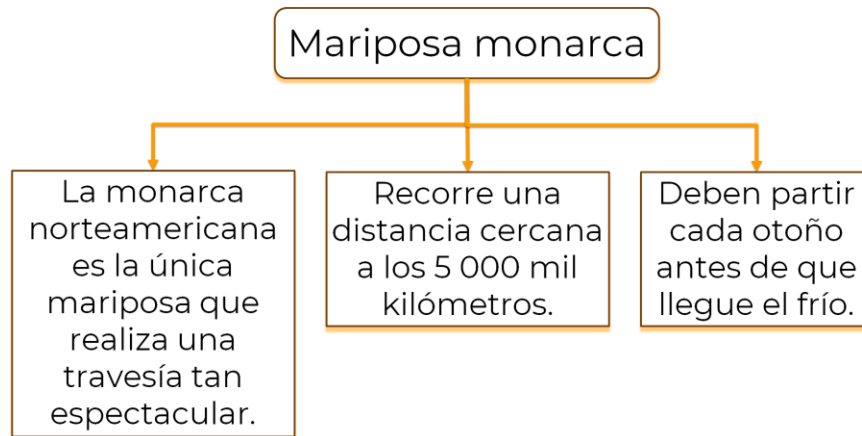 Mariposa monarca
La monarca
norteamericana
es la única
mariposa que
realiza una
travesía tan
espectacular.
Recorre una
distancia cercana
a los 5 000 mil
kilómetros.
Deben partir
cada otoño
antes de que
llegue el frío.